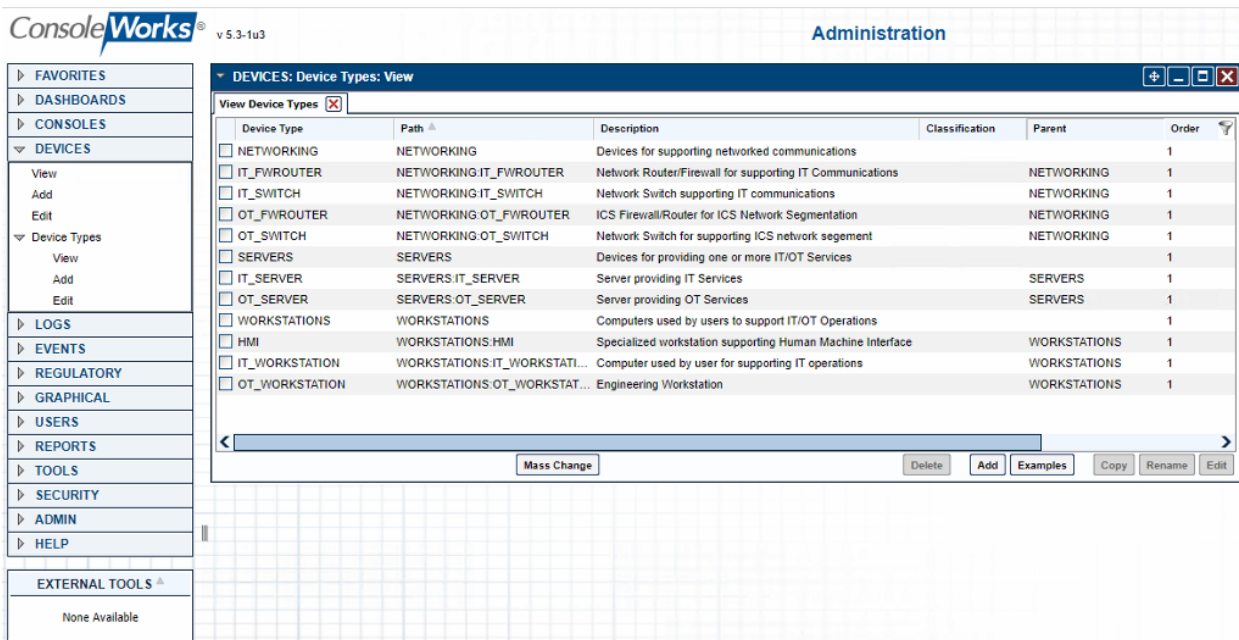 ConsoleWorks® v 5.3-1u3
Administration
FAVORITES
DASHBOARDS
CONSOLES
DEVICES
View
Add
Edit
Device Types
View
Add
Edit
LOGS
EVENTS
REGULATORY
GRAPHICAL
USERS
REPORTS
TOOLS
SECURITY
ADMIN
HELP
EXTERNAL TOOLS
None Available
DEVICES: Device Types: View
View Device Types
Device Type Path Description Classification Parent Order
NETWORKING NETWORKING Devices for supporting networked communications 1
IT_FWROUTER NETWORKING:IT_FWROUTER Network Router/Firewall for supporting IT Communications NETWORKING 1
IT_SWITCH NETWORKING:IT_SWITCH Network Switch supporting IT communications NETWORKING 1
OT_FWROUTER NETWORKING:OT_FWROUTER ICS Firewall/Router for ICS Network Segmentation NETWORKING 1
OT_SWITCH NETWORKING:OT_SWITCH Network Switch for supporting ICS network segement NETWORKING 1
SERVERS SERVERS Devices for providing one or more IT/OT Services 1
IT_SERVER SERVERS:IT_SERVER Server providing IT Services SERVERS 1
OT_SERVER SERVERS:OT_SERVER Server providing OT Services SERVERS 1
WORKSTATIONS WORKSTATIONS Computers used by users to support IT/OT Operations 1
HMI WORKSTATIONS:HMI Specialized workstation supporting Human Machine Interface WORKSTATIONS 1
IT_WORKSTATION WORKSTATIONS:IT_WORKSTATI... Computer used by user for supporting IT operations WORKSTATIONS 1
OT_WORKSTATION WORKSTATIONS:OT_WORKSTAT... Engineering Workstation WORKSTATIONS 1
Mass Change Delete Add Examples Copy Rename Edit